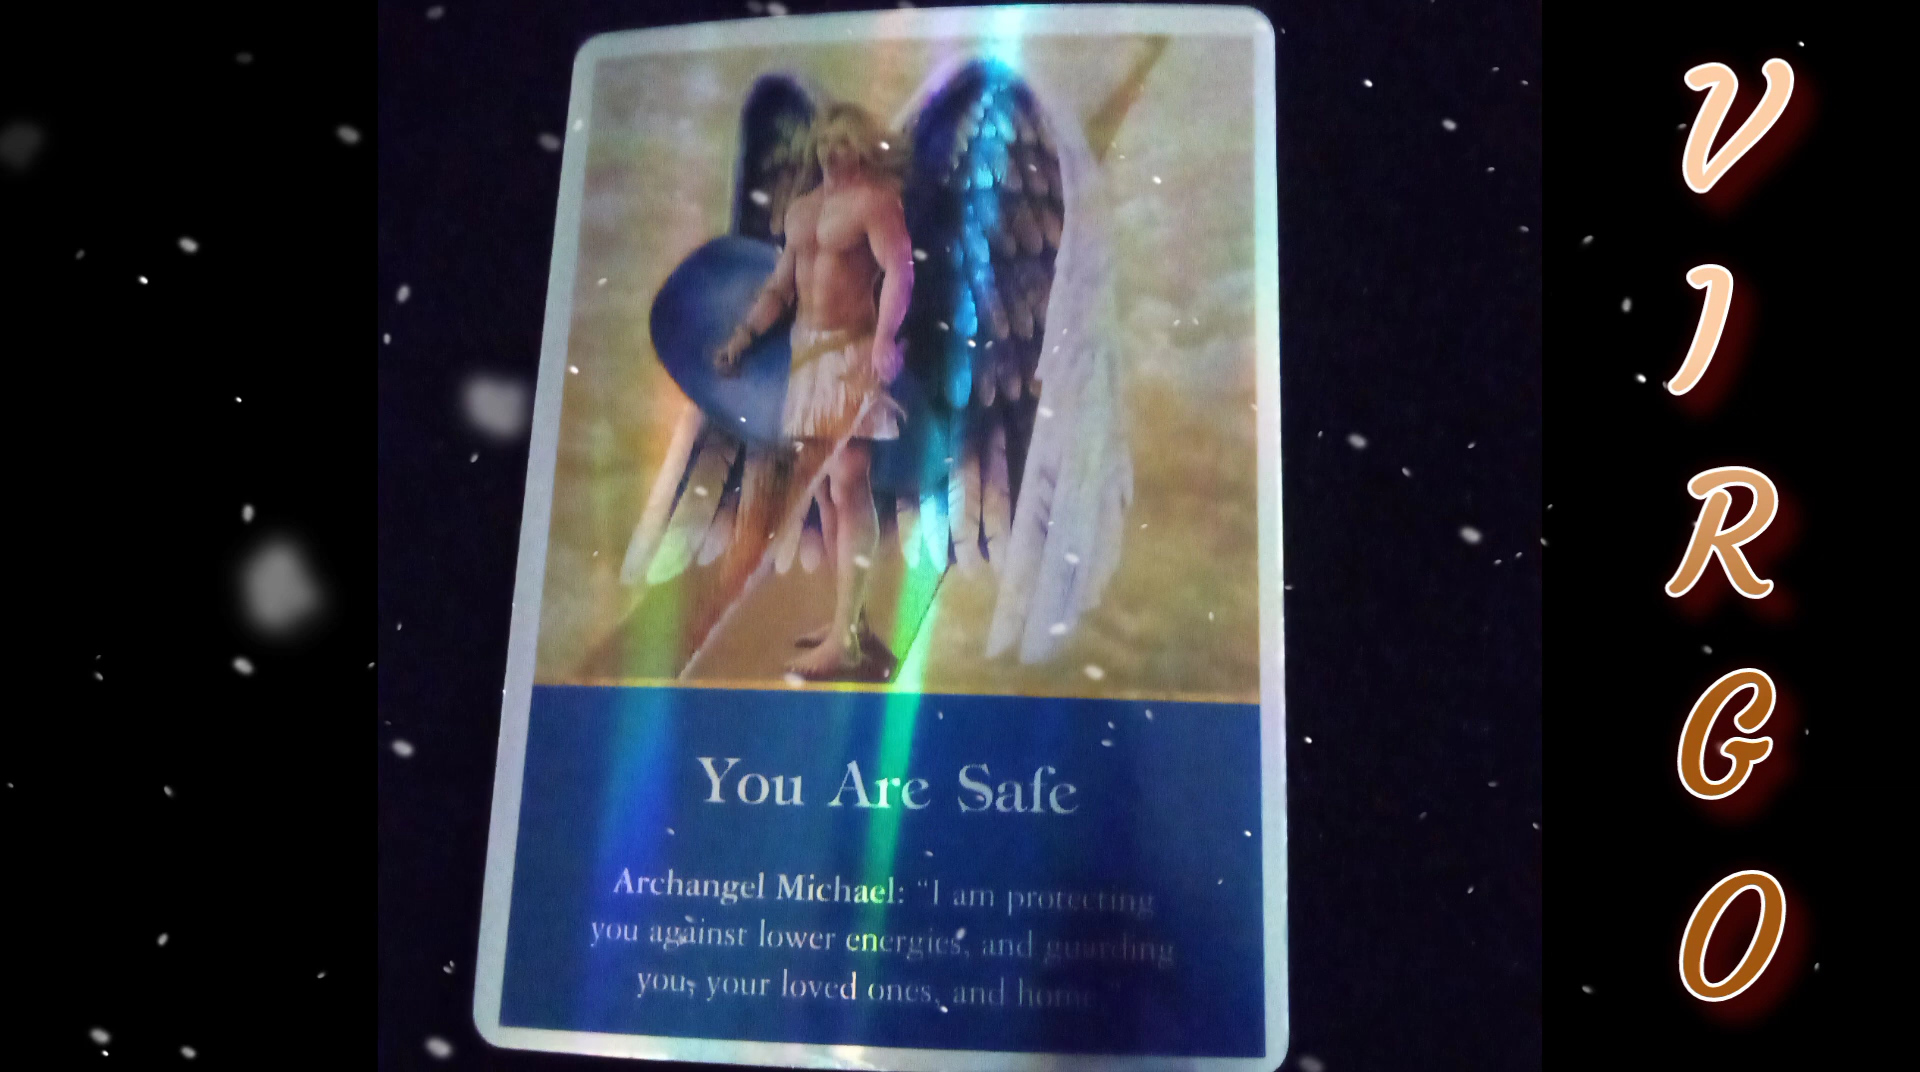 You Are Safe
Archangel Michael: “I am protecting
you against lower energies, and guarding
you, your loved ones, and home
VIRGO